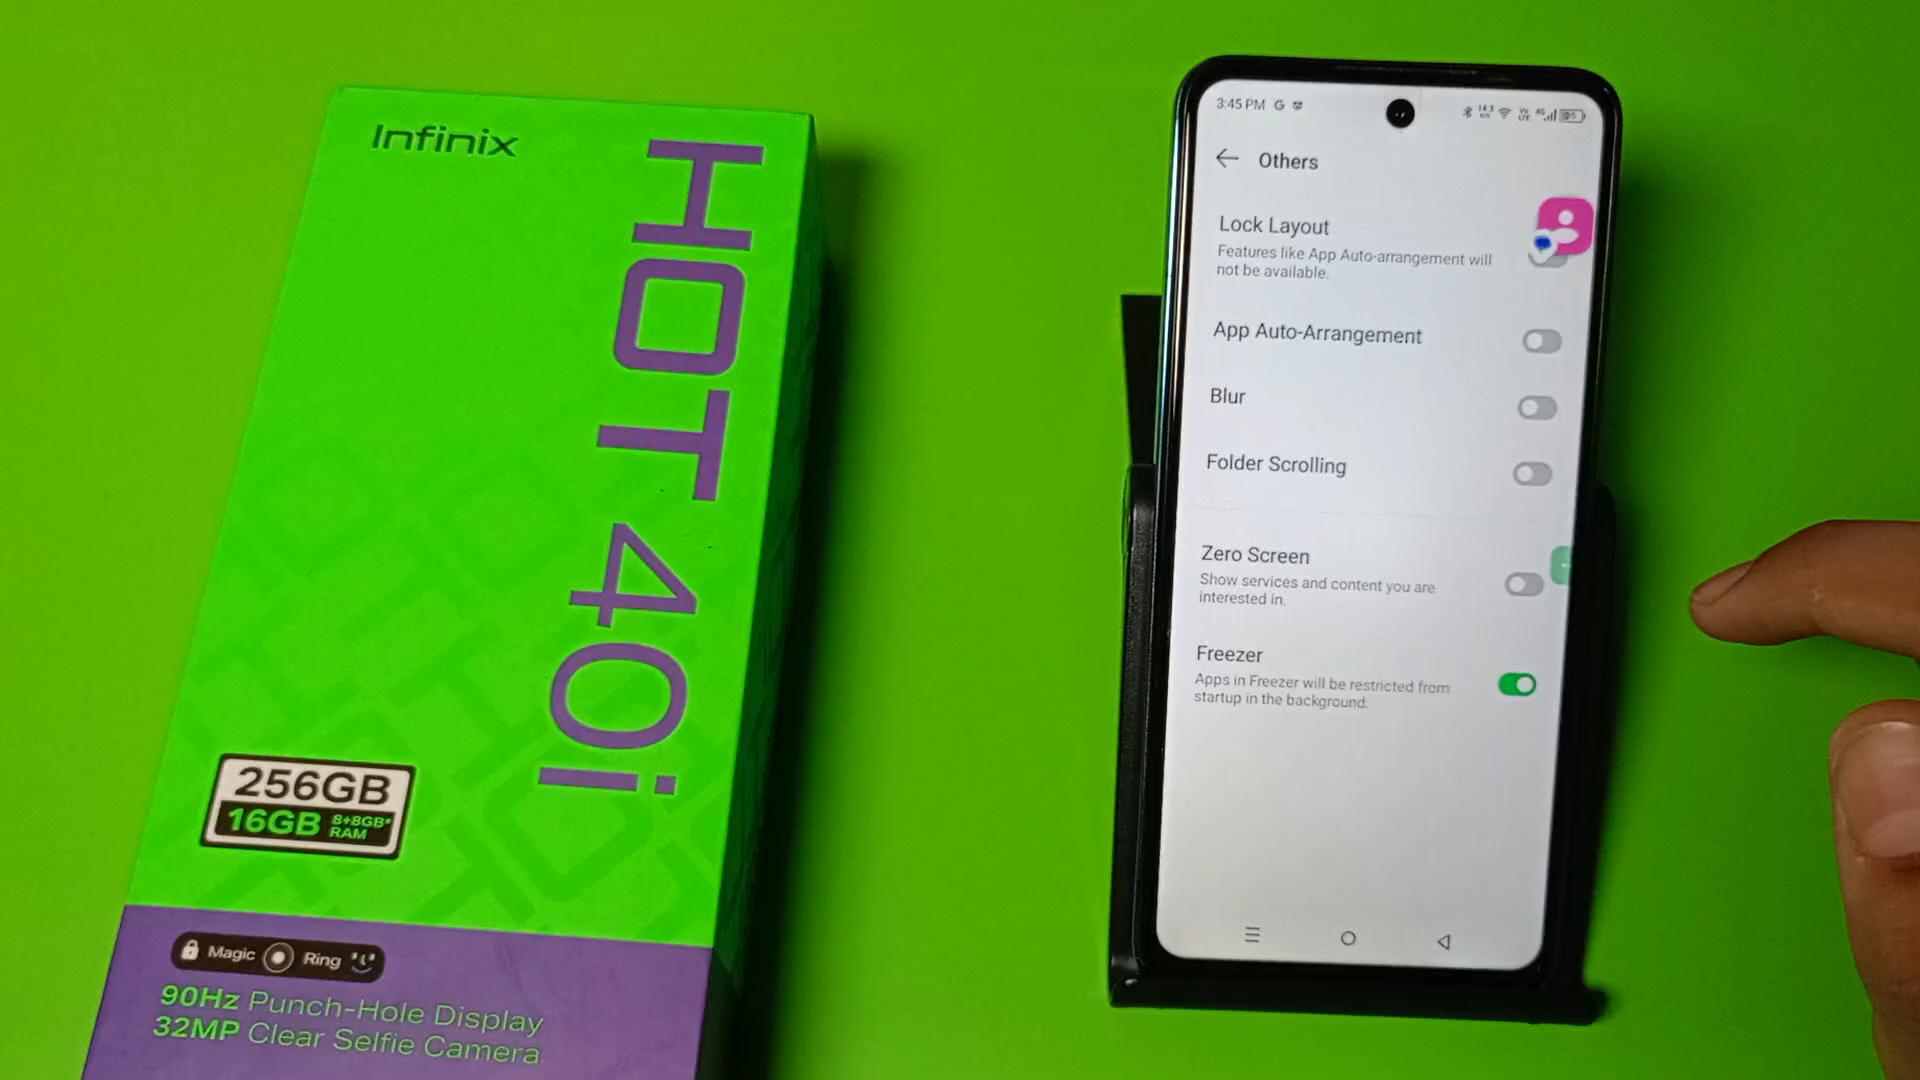 Infinix
HOT 40i
256GB
16GB 8+8GB*
RAM
Magic Ring
90Hz Punch-Hole Display
32MP Clear Selfie Camera
3:45 PM G
Others
Lock Layout
Features like App Auto-arrangement will
not be available.
App Auto-Arrangement
Blur
Folder Scrolling
Zero Screen
Show services and content you are
interested in.
Freezer
Apps in Freezer will be restricted from
startup in the background.